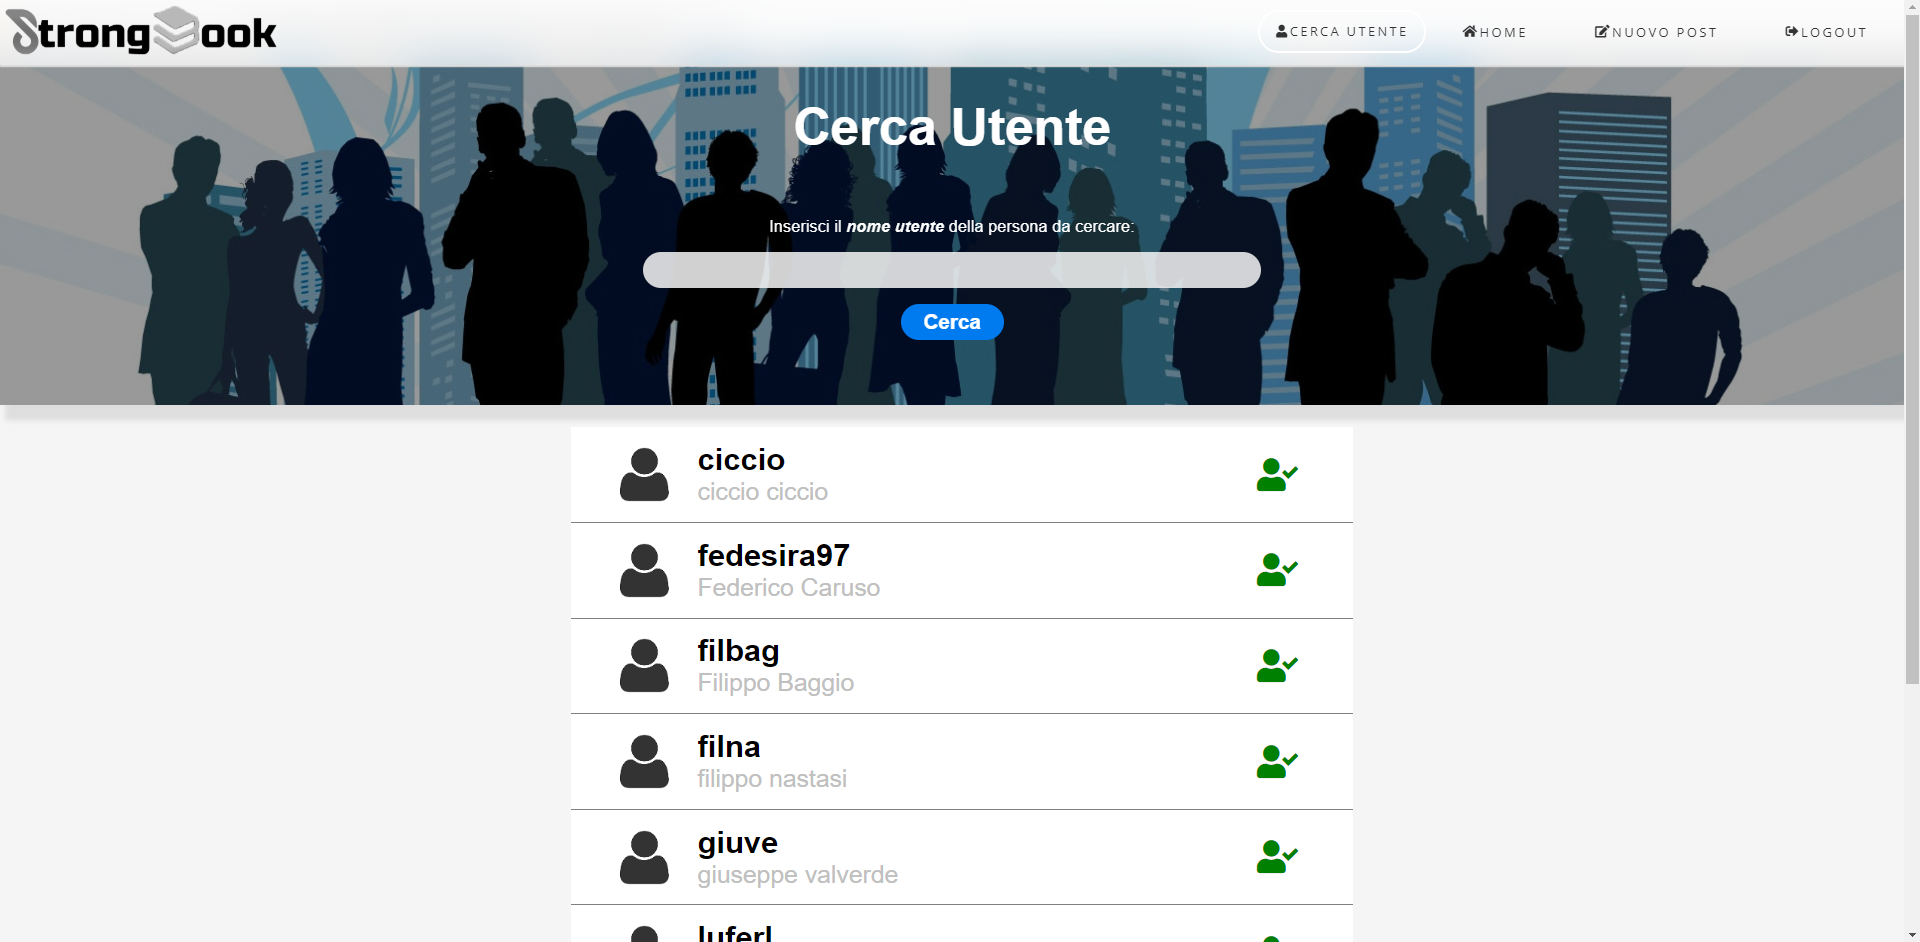 StrongBook
CERCA UTENTE
HOME
NUOVO POST
LOGOUT
Cerca Utente
Inserisci il nome utente della persona da cercare:
Cerca
ciccio
ciccio ciccio
fedesira97
Federico Caruso
filbag
Filippo Baggio
filna
filippo nastasi
giuve
giuseppe valverde
luferl